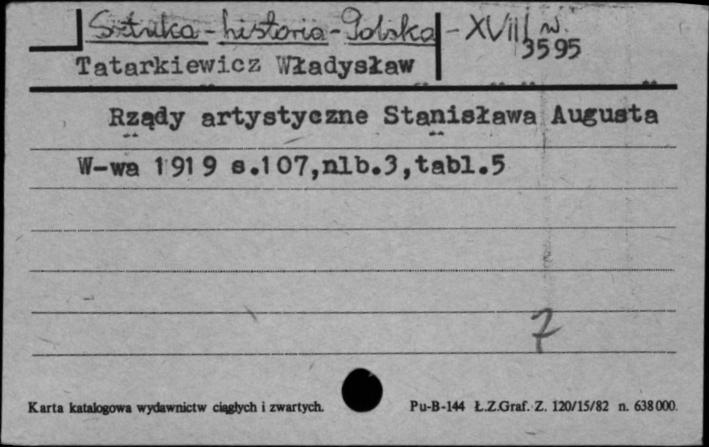 Sztuka - historia - Polska - XVIII w.
3595
Tatarkiewicz Władysław
Rządy artystyczne Stanisława Augusta
W-wa 1919 s.107,nlb.3,tabl.5
7
Karta katalogowa wydawnictw ciągłych i zwartych. Pu-B-144 Ł.Z.Graf. Z. 120/15/82 n. 638000.